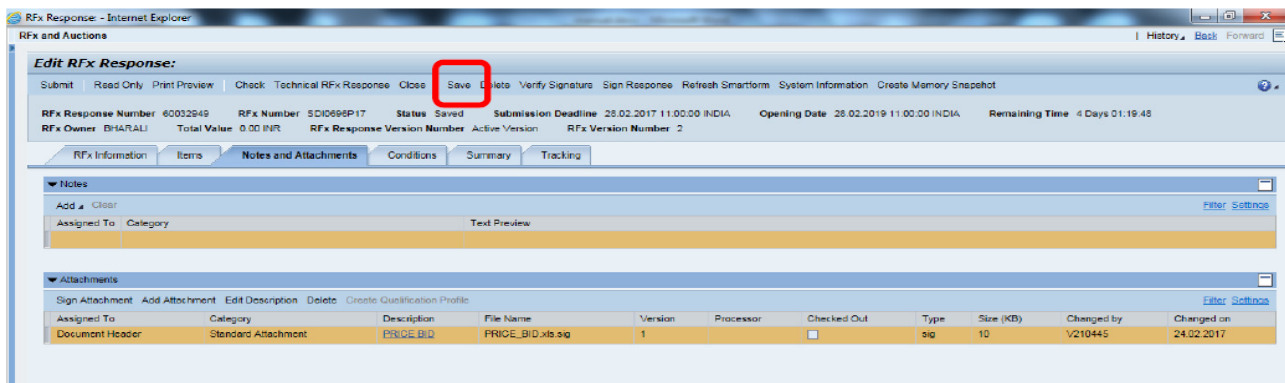 RFx Response: - Internet Explorer
RFx and Auctions History Back Forward
Edit RFx Response:
Submit Read Only Print Preview Check Technical RFx Response Close Save Delete Verify Signature Sign Response Refresh Smartform System Information Create Memory Snapshot
RFx Response Number 60032949 RFx Number SDI0696P17 Status Saved Submission Deadline 28.02.2017 11:00:00 INDIA Opening Date 28.02.2019 11:00:00 INDIA Remaining Time 4 Days 01:19:48
RFx Owner BHARALI Total Value 0.00 INR RFx Response Version Number Active Version RFx Version Number 2
RFx Information Items Notes and Attachments Conditions Summary Tracking
Notes
Add Clear Filter Settings
Assigned To Category Text Preview
Attachments
Sign Attachment Add Attachment Edit Description Delete Create Qualification Profile Filter Settings
Assigned To Category Description File Name Version Processor Checked Out Type Size (KB) Changed by Changed on
Document Header Standard Attachment PRICE BID PRICE_BID.xls.sig 1 sig 10 V210445 24.02.2017